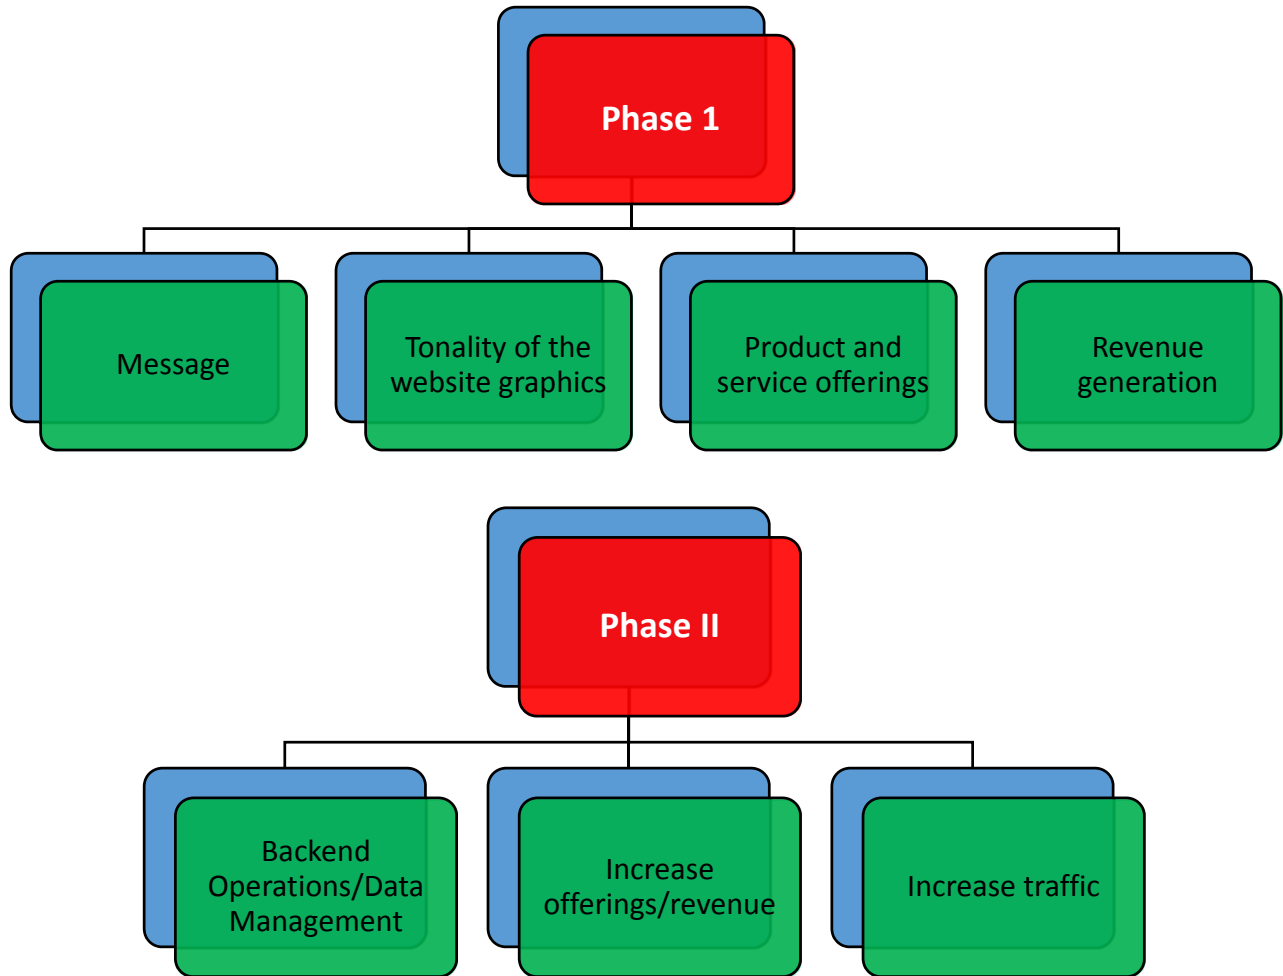 Phase 1
Message
Tonality of the
website graphics
Product and
service offerings
Revenue
generation
Phase II
Backend
Operations/Data
Management
Increase
offerings/revenue
Increase traffic